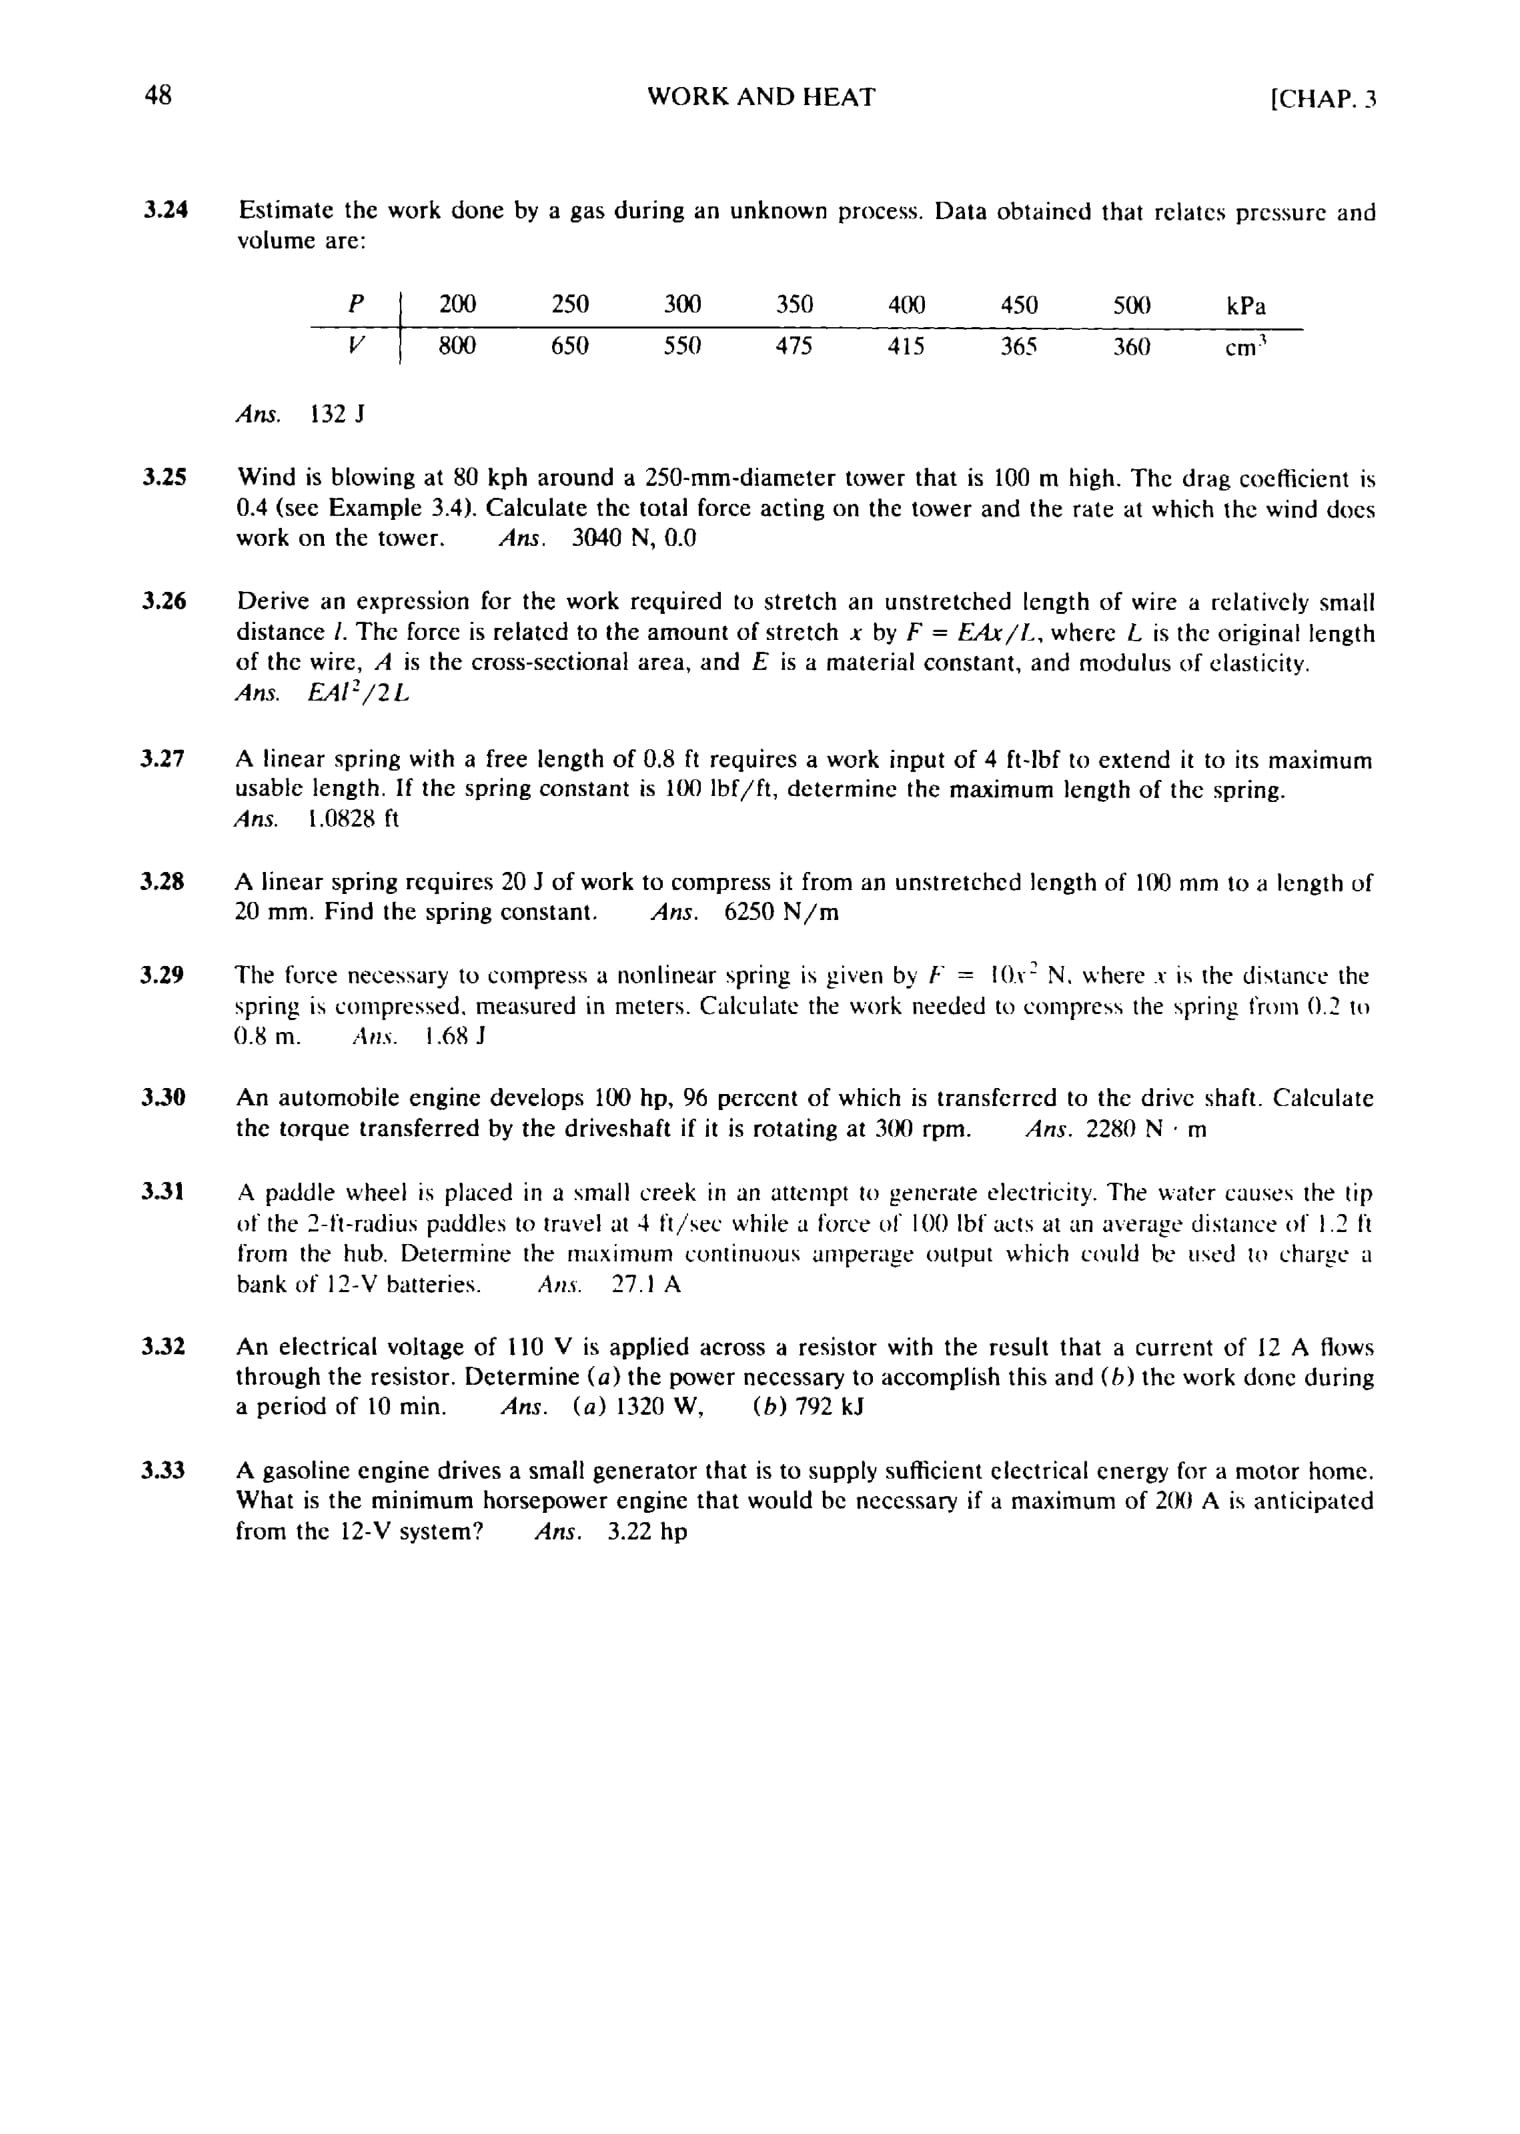 48 WORK AND HEAT [CHAP. 3
3.24 Estimate the work done by a gas during an unknown process. Data obtained that relates pressure and
volume are:
P 200 250 300 350 400 450 500 kPa
V 800 650 550 475 415 365 360 cm³
Ans. 132 J
3.25 Wind is blowing at 80 kph around a 250-mm-diameter tower that is 100 m high. The drag coefficient is
0.4 (see Example 3.4). Calculate the total force acting on the tower and the rate at which the wind does
work on the tower. Ans. 3040 N, 0.0
3.26 Derive an expression for the work required to stretch an unstretched length of wire a relatively small
distance l. The force is related to the amount of stretch x by F = EAx/L, where L is the original length
of the wire, A is the cross-sectional area, and E is a material constant, and modulus of elasticity.
Ans. EAl²/2L
3.27 A linear spring with a free length of 0.8 ft requires a work input of 4 ft-lbf to extend it to its maximum
usable length. If the spring constant is 100 lbf/ft, determine the maximum length of the spring.
Ans. 1.0828 ft
3.28 A linear spring requires 20 J of work to compress it from an unstretched length of 100 mm to a length of
20 mm. Find the spring constant. Ans. 6250 N/m
3.29 The force necessary to compress a nonlinear spring is given by F = 10x² N, where x is the distance the
spring is compressed, measured in meters. Calculate the work needed to compress the spring from 0.2 to
0.8 m. Ans. 1.68 J
3.30 An automobile engine develops 100 hp, 96 percent of which is transferred to the drive shaft. Calculate
the torque transferred by the driveshaft if it is rotating at 300 rpm. Ans. 2280 N · m
3.31 A paddle wheel is placed in a small creek in an attempt to generate electricity. The water causes the tip
of the 2-ft-radius paddles to travel at 4 ft/sec while a force of 100 lbf acts at an average distance of 1.2 ft
from the hub. Determine the maximum continuous amperage output which could be used to charge a
bank of 12-V batteries. Ans. 27.1 A
3.32 An electrical voltage of 110 V is applied across a resistor with the result that a current of 12 A flows
through the resistor. Determine (a) the power necessary to accomplish this and (b) the work done during
a period of 10 min. Ans. (a) 1320 W, (b) 792 kJ
3.33 A gasoline engine drives a small generator that is to supply sufficient electrical energy for a motor home.
What is the minimum horsepower engine that would be necessary if a maximum of 200 A is anticipated
from the 12-V system? Ans. 3.22 hp